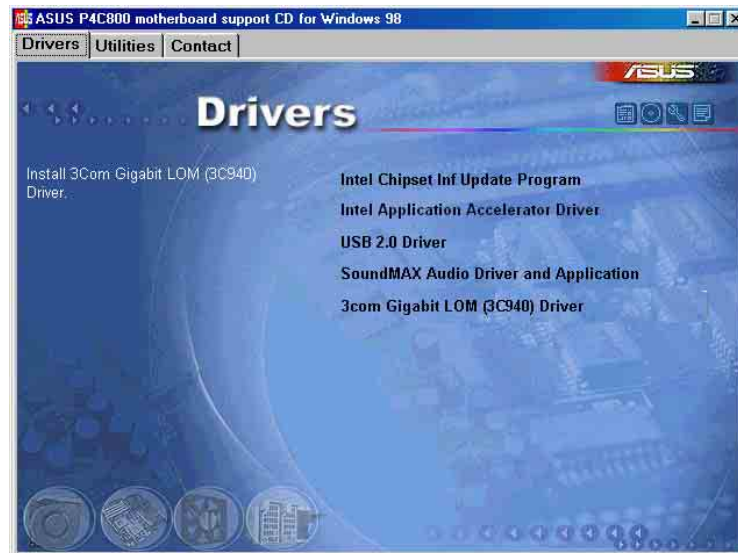 ASUS P4C800 motherboard support CD for Windows 98
Drivers Utilities Contact
ASUS
Drivers
Install 3Com Gigabit LOM (3C940)
Driver.
Intel Chipset Inf Update Program
Intel Application Accelerator Driver
USB 2.0 Driver
SoundMAX Audio Driver and Application
3com Gigabit LOM (3C940) Driver